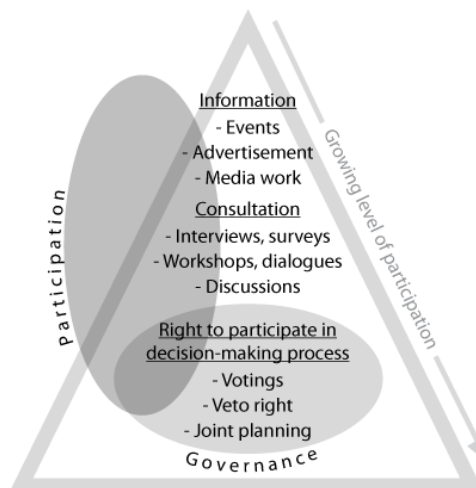 Information
- Events
- Advertisement
- Media work
Consultation
- Interviews, surveys
- Workshops, dialogues
- Discussions
Right to participate in
decision-making process
- Votings
- Veto right
- Joint planning
Governance
Participation
Growing level of participation